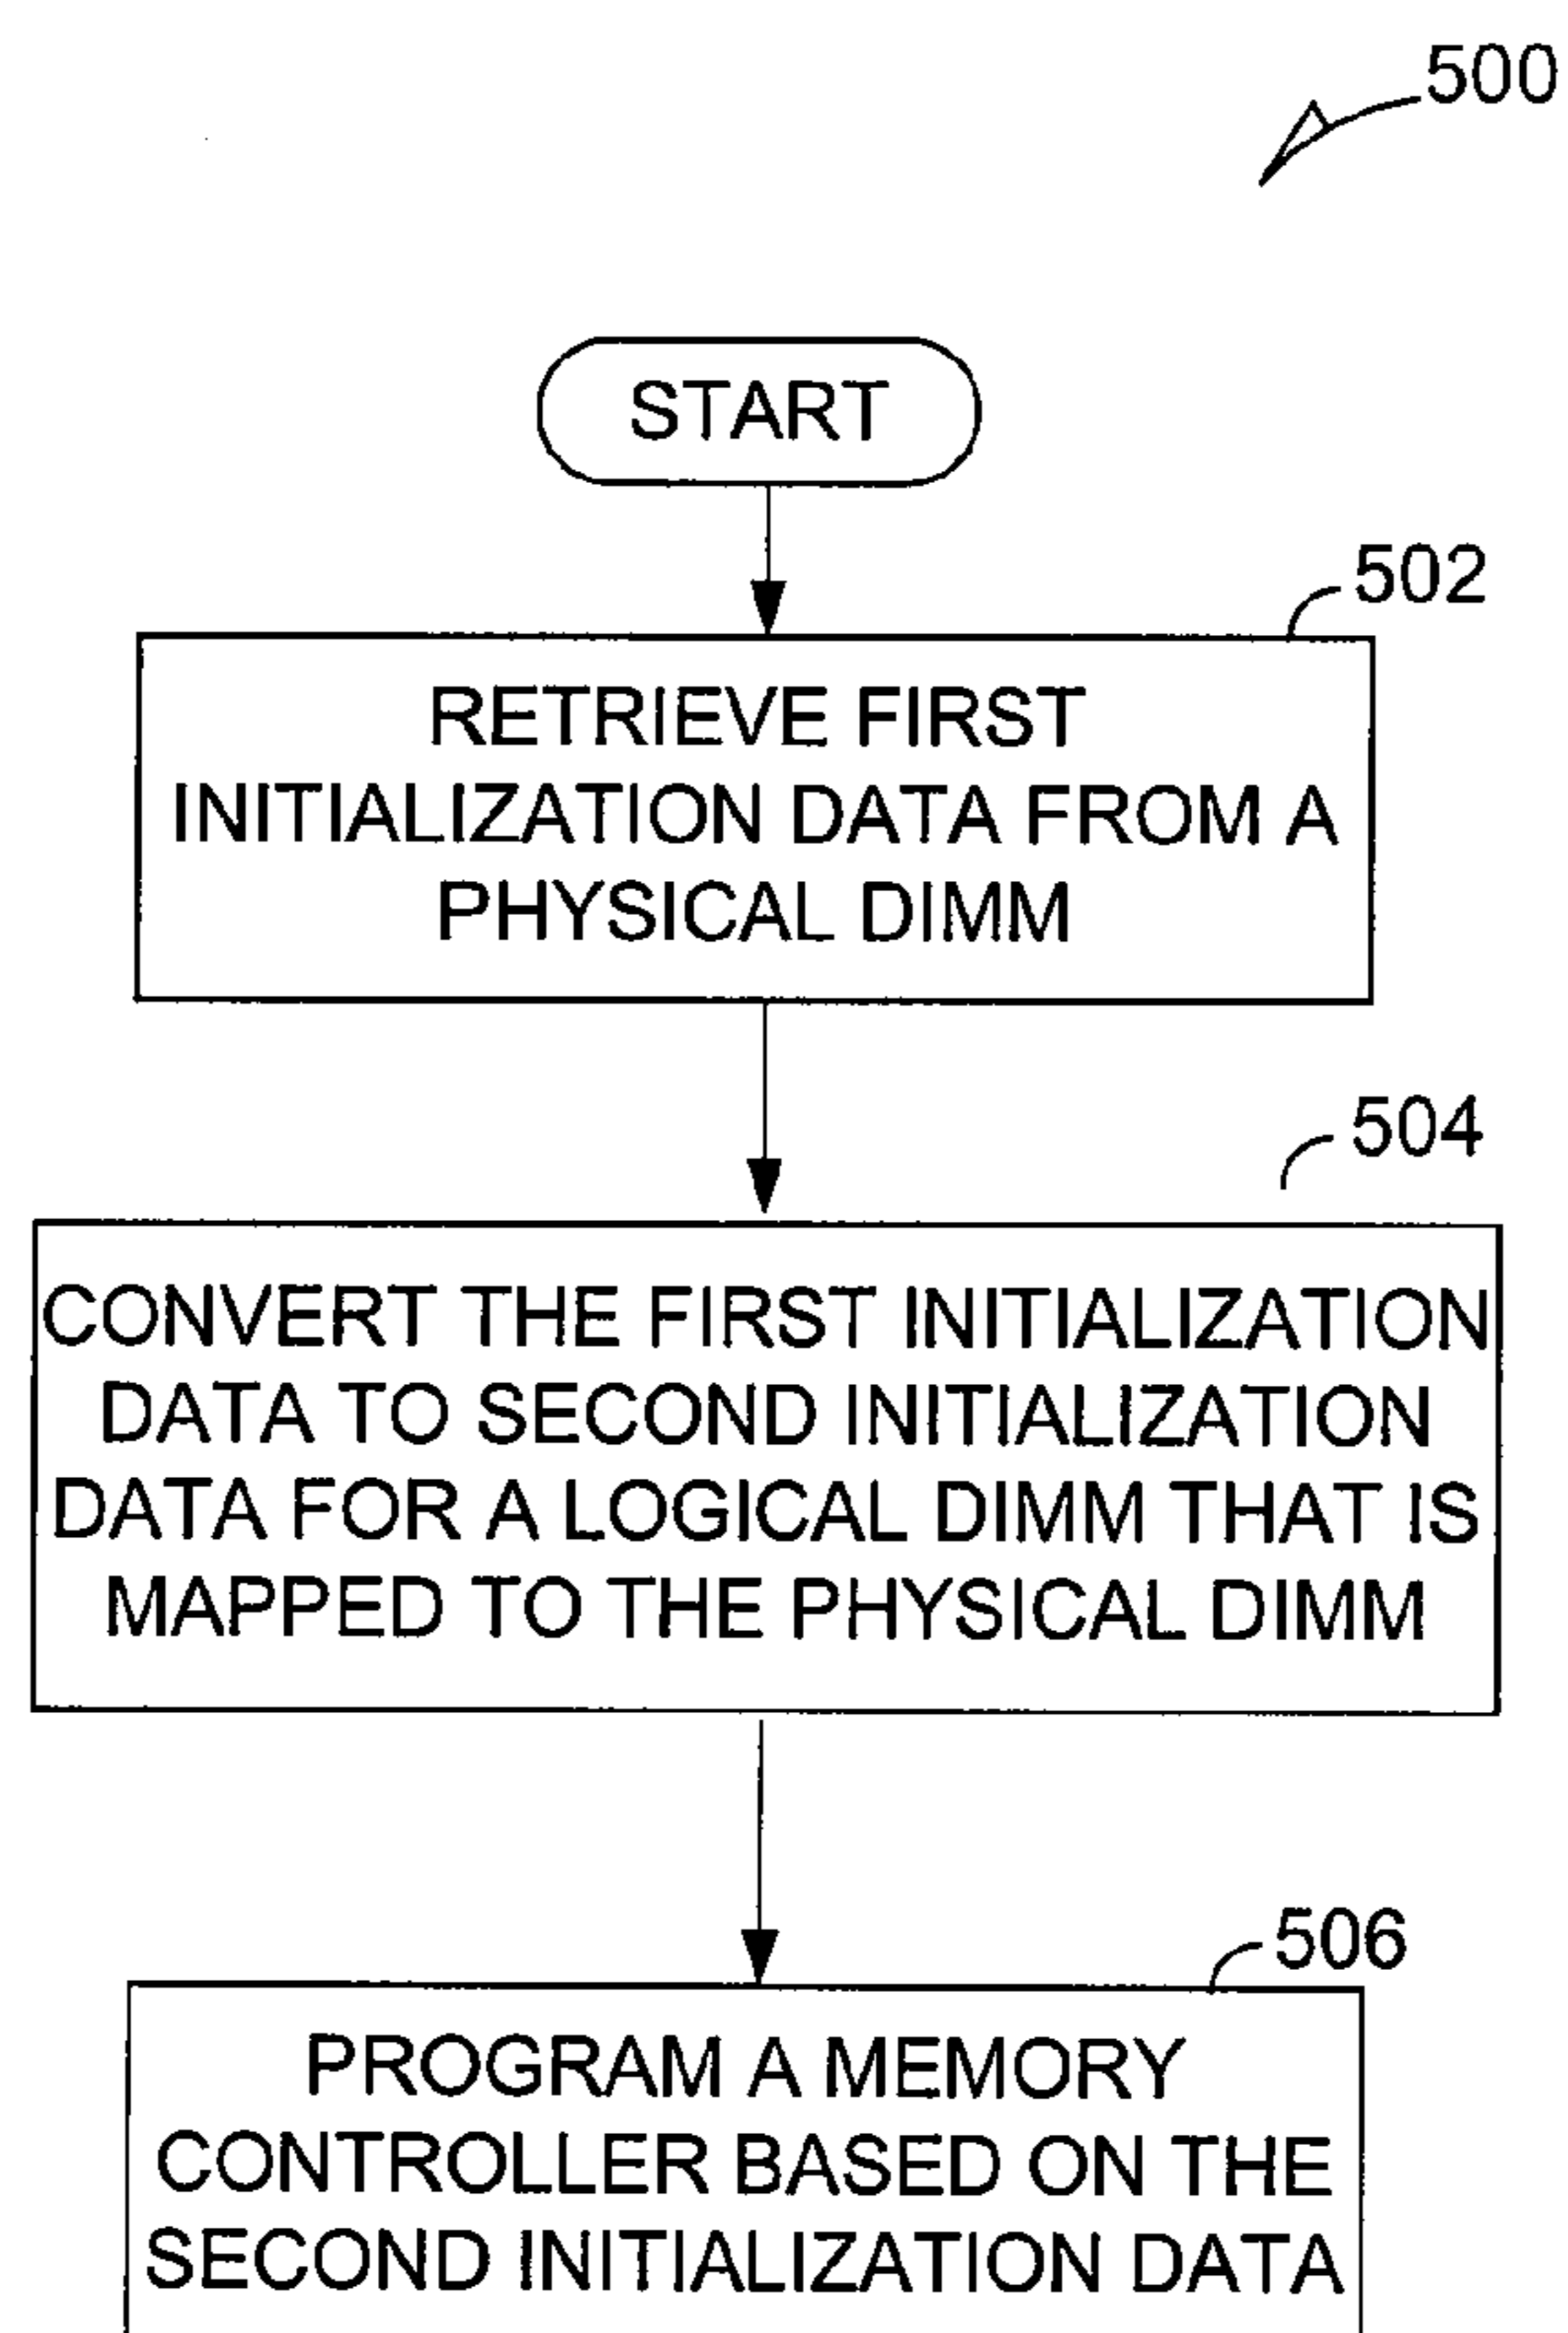 500
START
502
RETRIEVE FIRST
INITIALIZATION DATA FROM A
PHYSICAL DIMM
504
CONVERT THE FIRST INITIALIZATION
DATA TO SECOND INITIALIZATION
DATA FOR A LOGICAL DIMM THAT IS
MAPPED TO THE PHYSICAL DIMM
506
PROGRAM A MEMORY
CONTROLLER BASED ON THE
SECOND INITIALIZATION DATA